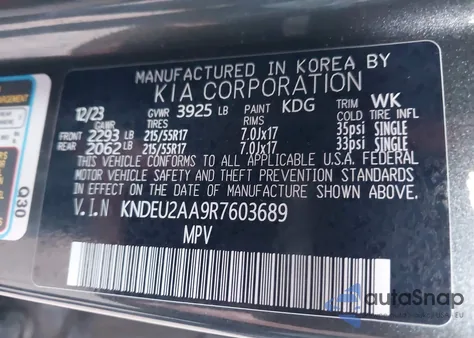 MANUFACTURED IN KOREA BY
KIA CORPORATION
12/23 GVWR 3925 LB PAINT KDG TRIM WK
GAWR TIRES RIMS COLD TIRE INFL
FRONT 2293 LB 215/55R17 7.0Jx17 35psi SINGLE
REAR 2062 LB 215/55R17 7.0Jx17 33psi SINGLE
THIS VEHICLE CONFORMS TO ALL APPLICABLE U.S.A. FEDERAL
MOTOR VEHICLE SAFETY AND THEFT PREVENTION STANDARDS
IN EFFECT ON THE DATE OF MANUFACTURE SHOWN ABOVE.
V.I.N KNDEU2AA9R7603689
MPV
Q30
autoSnap